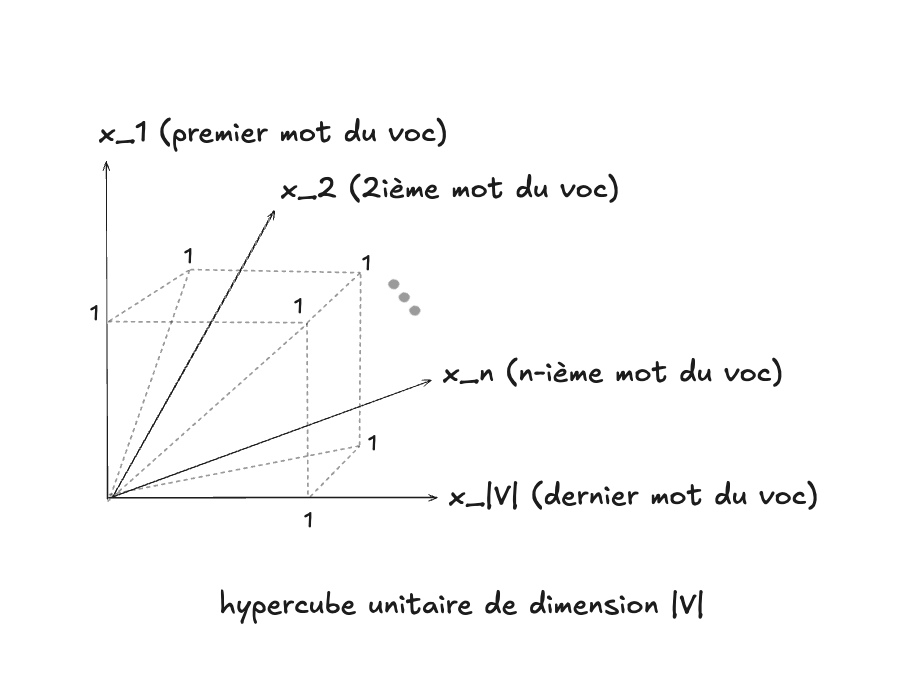 x_1 (premier mot du voc)
x_2 (2ième mot du voc)
1
1
1
1
x_n (n-ième mot du voc)
1
x_|V| (dernier mot du voc)
1
hypercube unitaire de dimension |V|